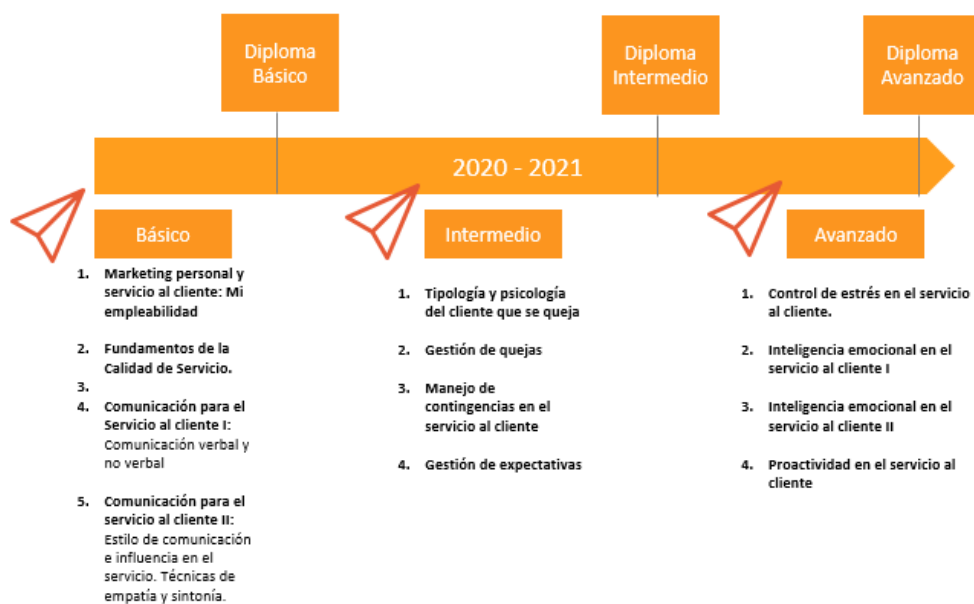 Diploma
Básico
Diploma
Intermedio
Diploma
Avanzado
2020 - 2021
Básico
1. Marketing personal y
servicio al cliente: Mi
empleabilidad
2. Fundamentos de la
Calidad de Servicio.
3.
4. Comunicación para el
Servicio al cliente I:
Comunicación verbal y
no verbal
5. Comunicación para el
servicio al cliente II:
Estilo de comunicación
e influencia en el
servicio. Técnicas de
empatía y sintonía.
Intermedio
1. Tipología y psicología
del cliente que se queja
2. Gestión de quejas
3. Manejo de
contingencias en el
servicio al cliente
4. Gestión de expectativas
Avanzado
1. Control de estrés en el servicio
al cliente.
2. Inteligencia emocional en el
servicio al cliente I
3. Inteligencia emocional en el
servicio al cliente II
4. Proactividad en el servicio al
cliente